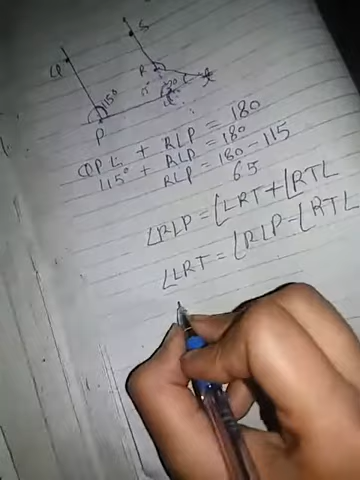 S
Q
R
115°
P
QPL + RLP = 180
115° + RLP = 180
RLP = 180 - 115
65
∠RLP = ∠LRT + ∠RTL
∠LRT = ∠RLP - ∠RTL